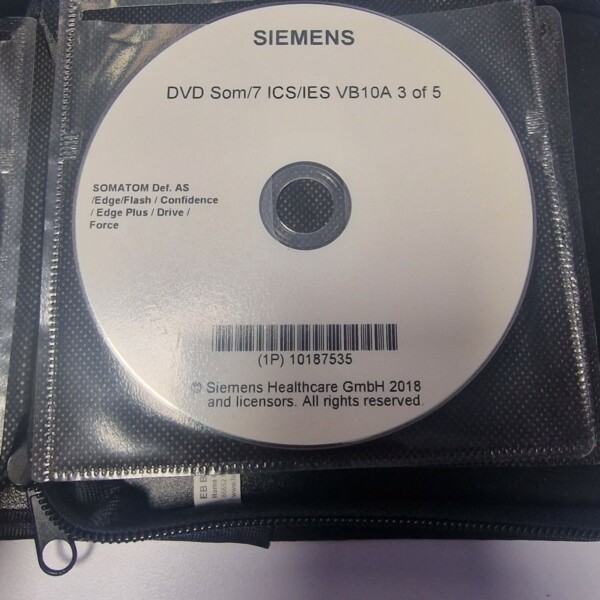 SIEMENS
DVD Som/7 ICS/IES VB10A 3 of 5
SOMATOM Def. AS
/Edge/Flash / Confidence
/ Edge Plus / Drive /
Force
(1P) 10187535
© Siemens Healthcare GmbH 2018
and licensors. All rights reserved.